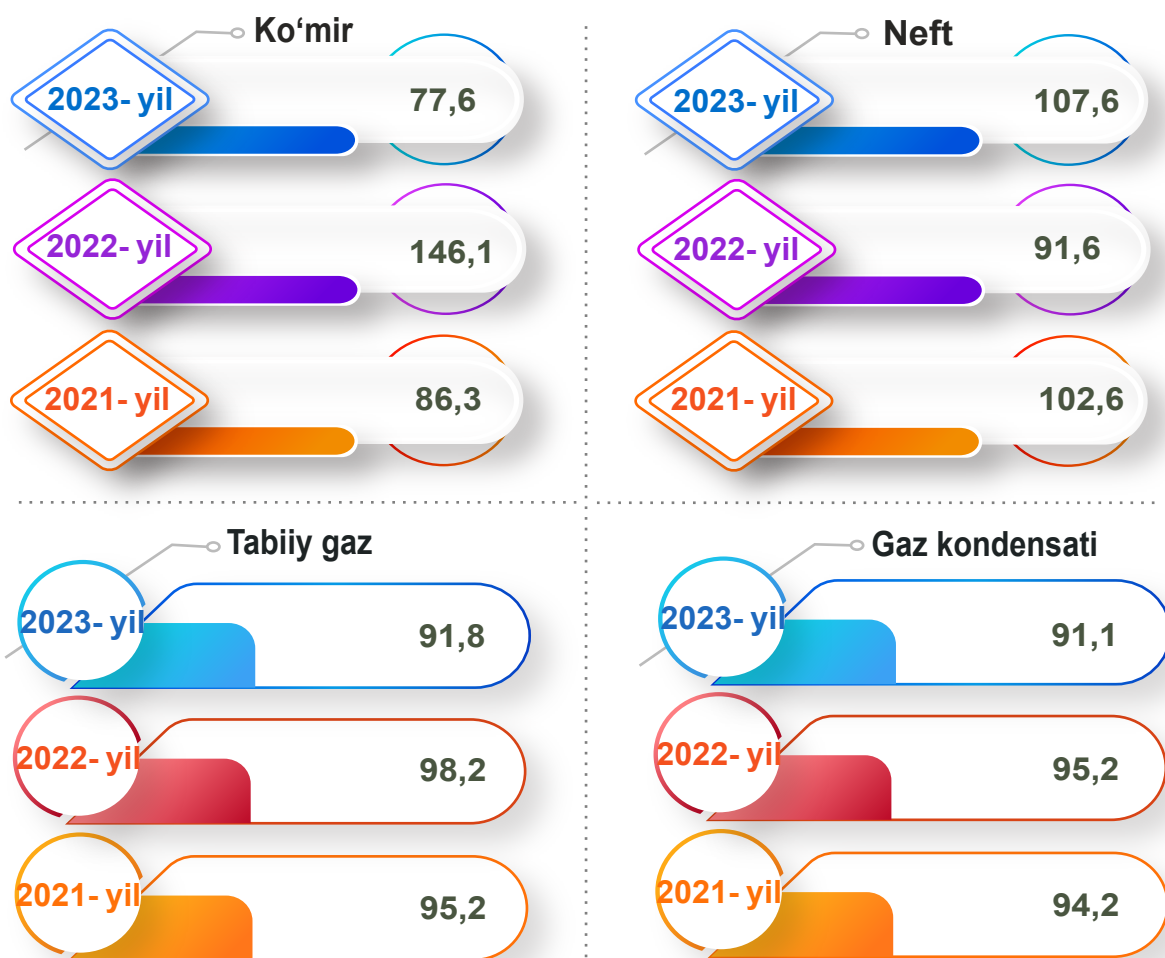 Ko‘mir
2023- yil 77,6
2022- yil 146,1
2021- yil 86,3
Neft
2023- yil 107,6
2022- yil 91,6
2021- yil 102,6
Tabiiy gaz
2023- yil 91,8
2022- yil 98,2
2021- yil 95,2
Gaz kondensati
2023- yil 91,1
2022- yil 95,2
2021- yil 94,2